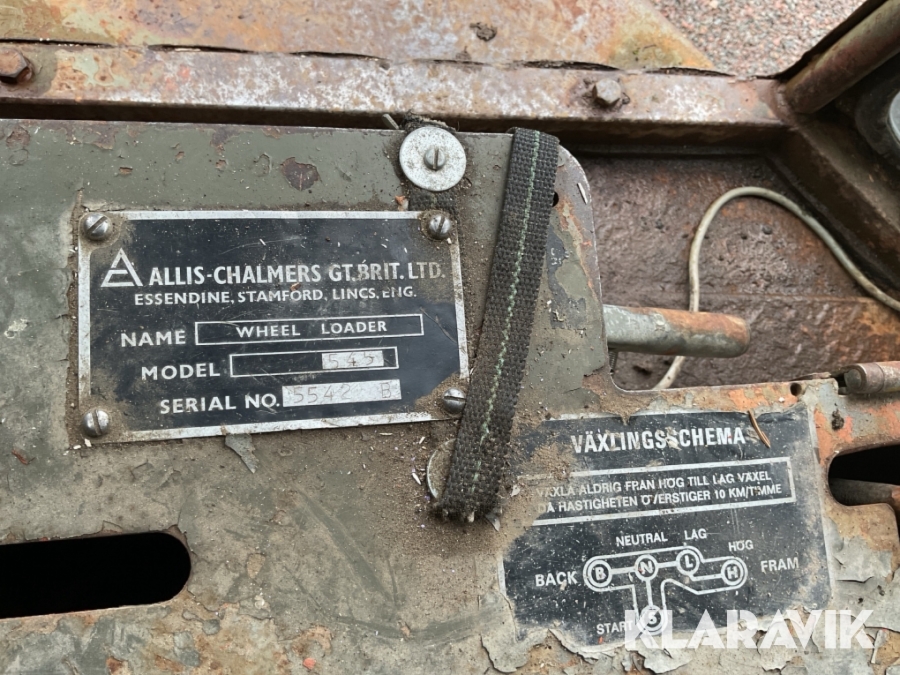 ALLIS-CHALMERS GT. BRIT. LTD.
ESSENDINE, STAMFORD, LINCS, ENG.
NAME WHEEL LOADER
MODEL 545
SERIAL NO. 5542 B
VÄXLINGSSCHEMA
VÄXLA ALDRIG FRÅN HÖG TILL LÅG VÄXEL
DÅ HASTIGHETEN ÖVERSTIGER 10 KM/TIMME
NEUTRAL LÅG HÖG
BACK B N L H FRAM
START S
KLARAVIK